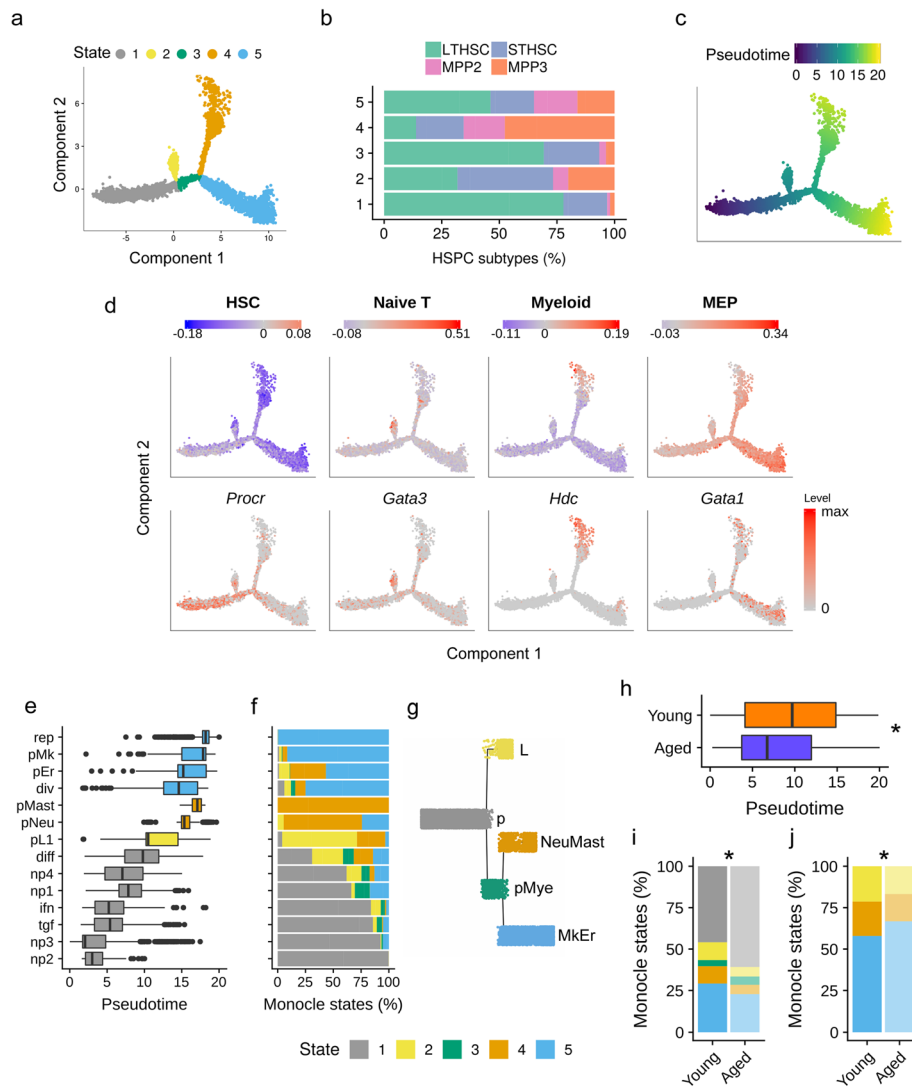 a
State 1 2 3 4 5
Component 2
6
3
0
-5 0 5 10
Component 1
b
LTHSC STHSC
MPP2 MPP3
5
4
3
2
1
0 25 50 75 100
HSPC subtypes (%)
c
Pseudotime
0 5 10 15 20
d
HSC Naive T Myeloid MEP
-0.18 0 0.08 -0.08 0.51 -0.11 0.19 -0.03 0.34
Component 2
Procr Gata3 Hdc Gata1
Level
max
0
Component 1
e
rep
pMk
pEr
div
pMast
pNeu
pL1
diff
np4
np1
ifn
tgf
np3
np2
0 5 10 15 20
Pseudotime
f
0 25 50 75 100
Monocle states (%)
g
L
p
NeuMast
pMye
MkEr
h
Young
Aged
*
0 5 10 15 20
Pseudotime
i
*
Monocle states (%)
100
75
50
25
0
Young Aged
j
*
Monocle states (%)
100
75
50
25
0
Young Aged
State 1 2 3 4 5